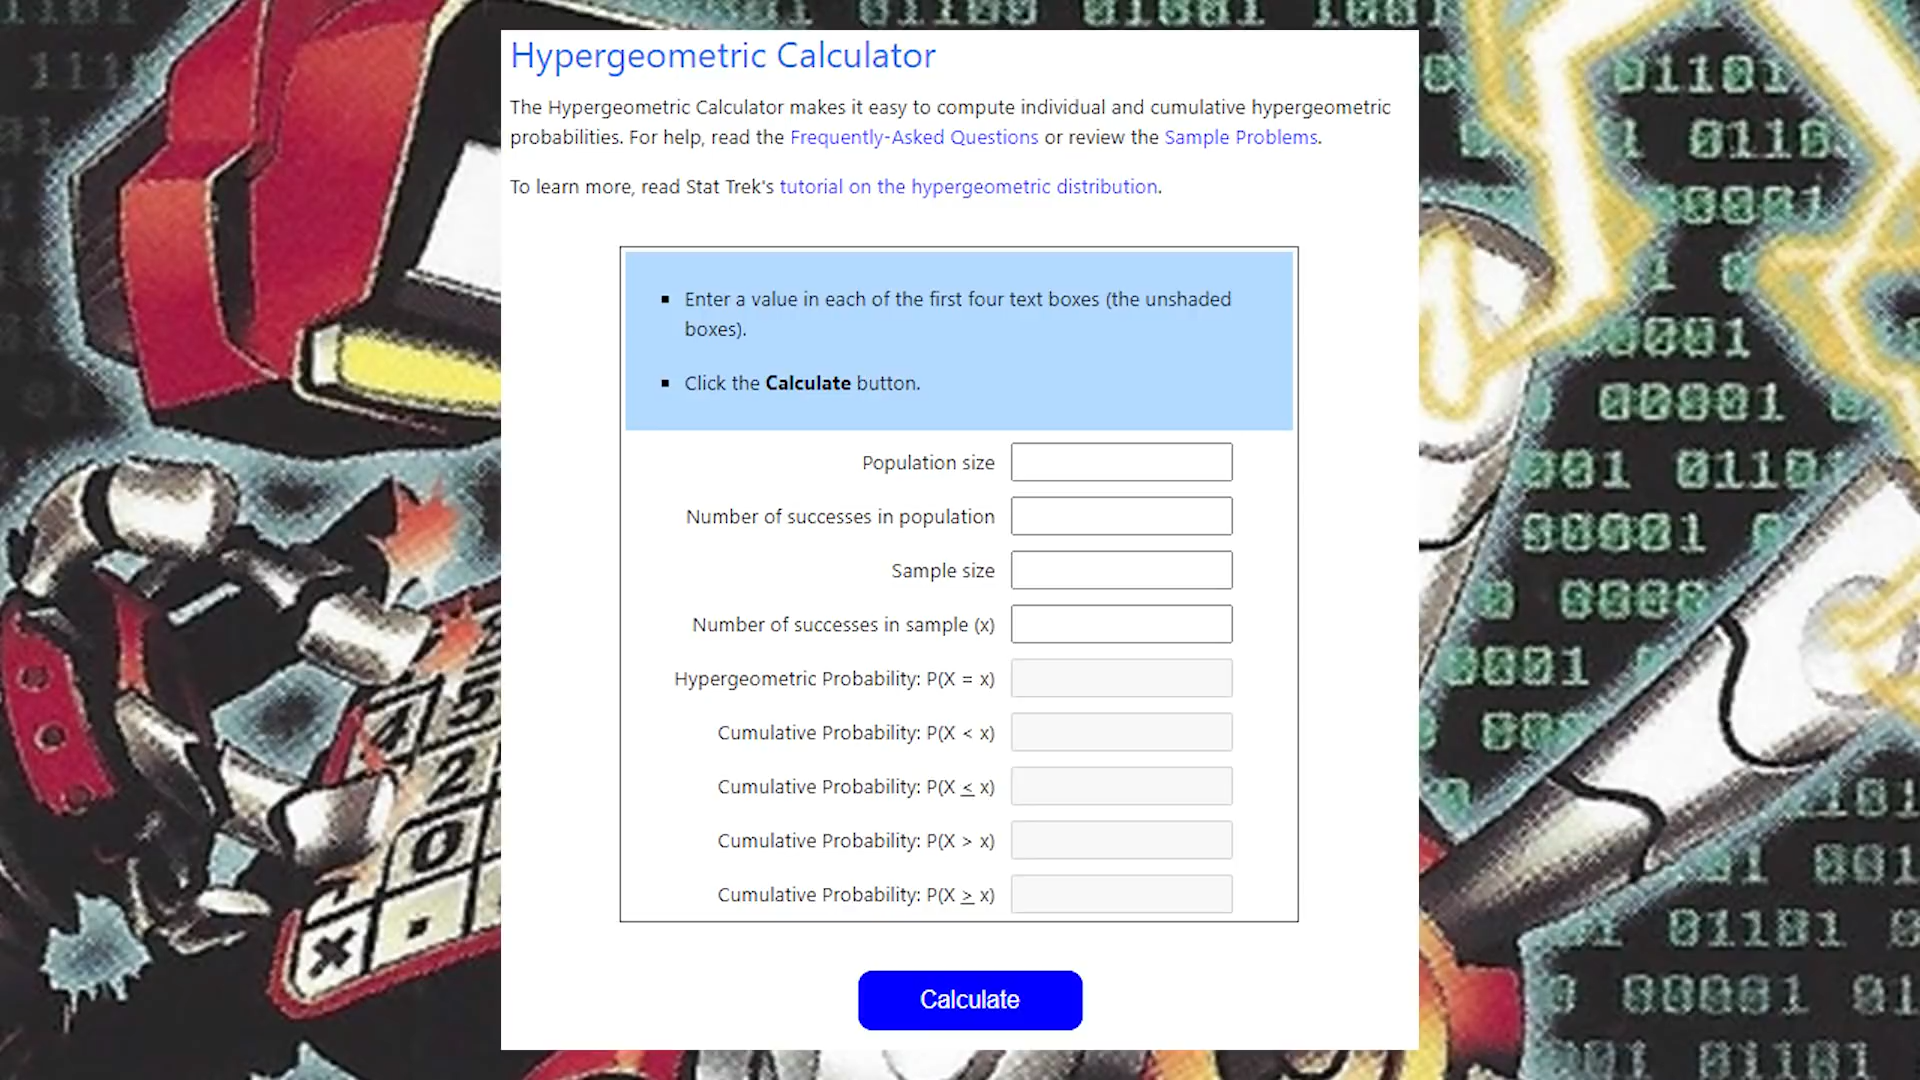 Hypergeometric Calculator
The Hypergeometric Calculator makes it easy to compute individual and cumulative hypergeometric
probabilities. For help, read the Frequently-Asked Questions or review the Sample Problems.
To learn more, read Stat Trek's tutorial on the hypergeometric distribution.
▪ Enter a value in each of the first four text boxes (the unshaded
boxes).
▪ Click the Calculate button.
Population size
Number of successes in population
Sample size
Number of successes in sample (x)
Hypergeometric Probability: P(X = x)
Cumulative Probability: P(X < x)
Cumulative Probability: P(X ≤ x)
Cumulative Probability: P(X > x)
Cumulative Probability: P(X ≥ x)
Calculate